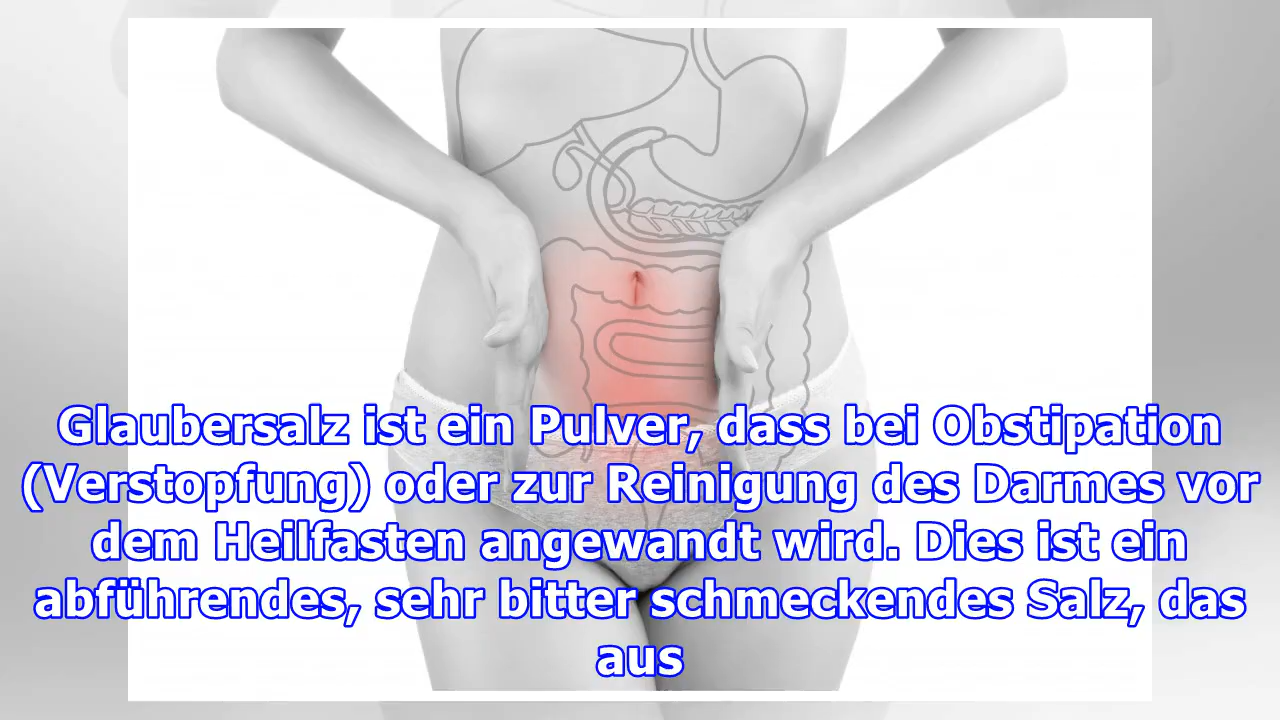 Glaubersalz ist ein Pulver, dass bei Obstipation
(Verstopfung) oder zur Reinigung des Darmes vor
dem Heilfasten angewandt wird. Dies ist ein
abführendes, sehr bitter schmeckendes Salz, das
aus